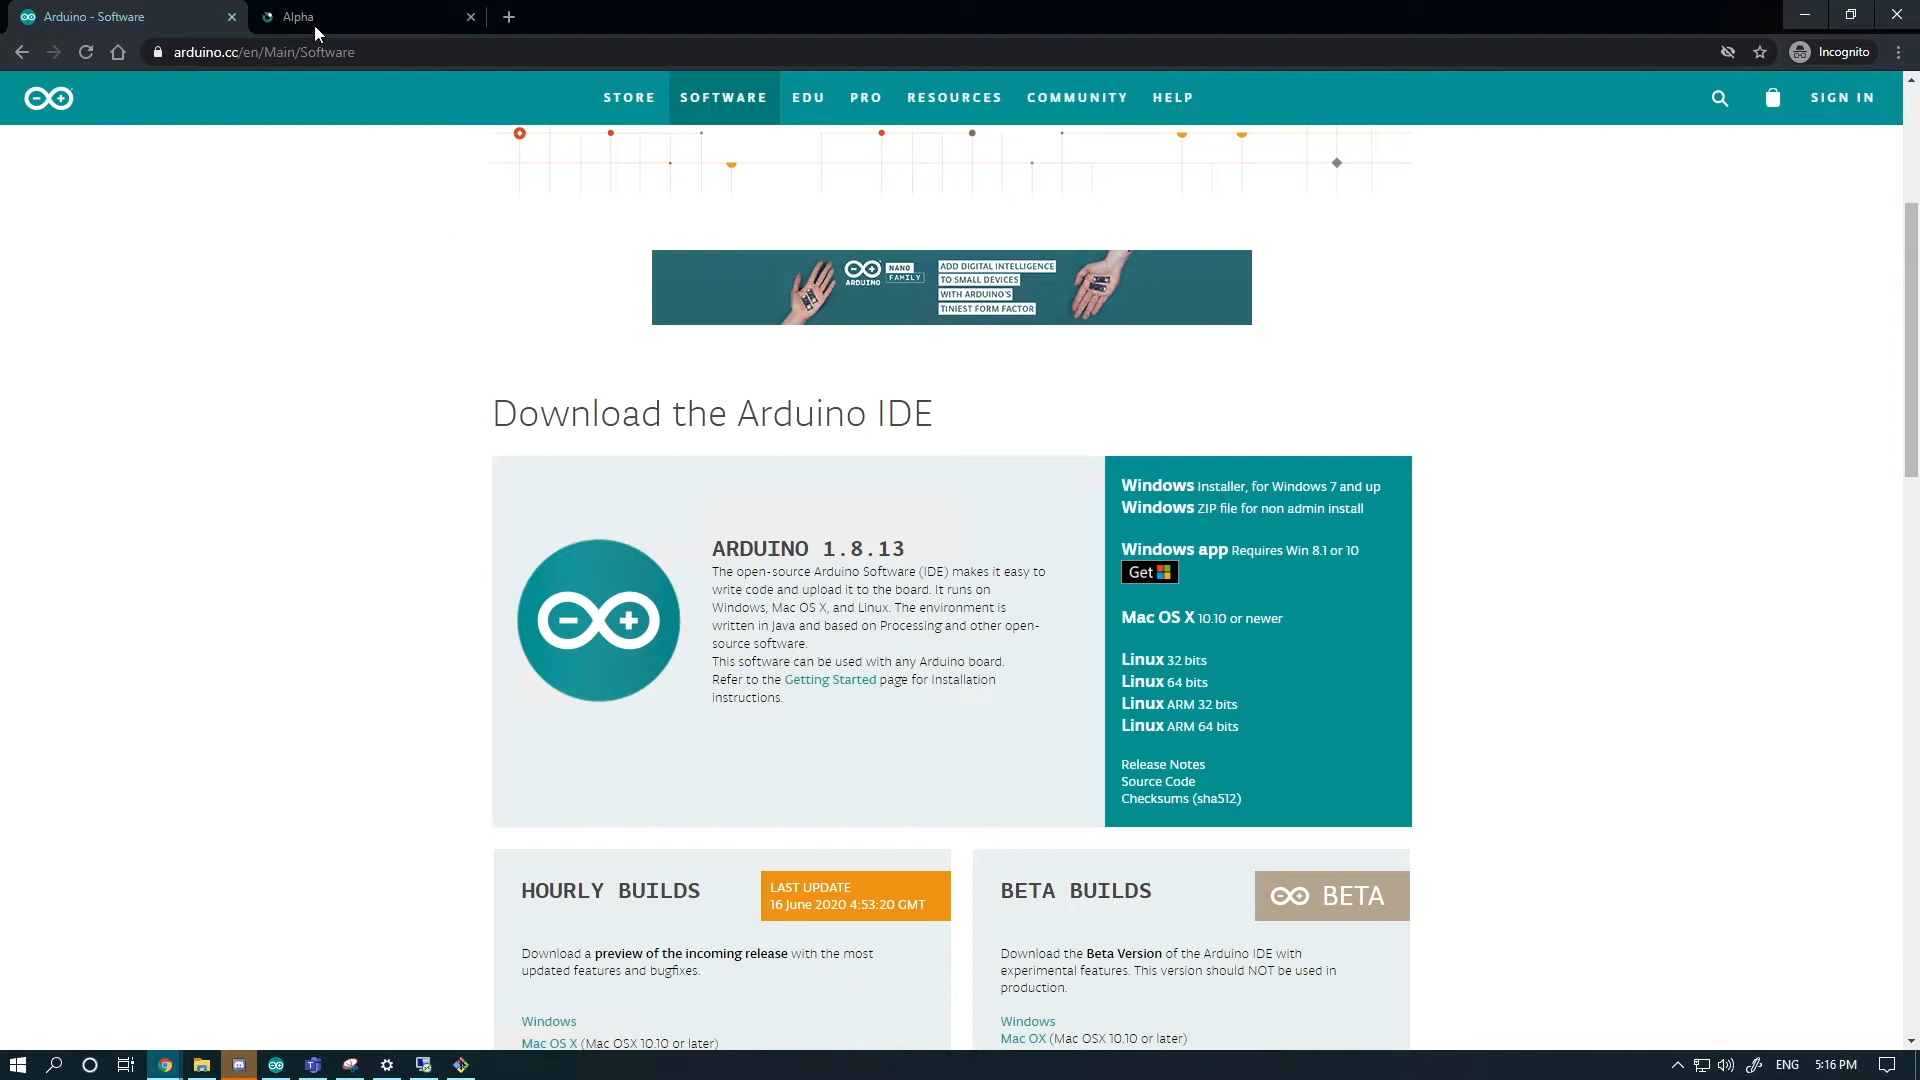 Arduino - Software
Alpha
arduino.cc/en/Main/Software
Incognito
STORE SOFTWARE EDU PRO RESOURCES COMMUNITY HELP
SIGN IN
ARDUINO
NANO
FAMILY
ADD DIGITAL INTELLIGENCE
TO SMALL DEVICES
WITH ARDUINO'S
TINIEST FORM FACTOR
Download the Arduino IDE
ARDUINO 1.8.13
The open-source Arduino Software (IDE) makes it easy to
write code and upload it to the board. It runs on
Windows, Mac OS X, and Linux. The environment is
written in Java and based on Processing and other open-
source software.
This software can be used with any Arduino board.
Refer to the Getting Started page for Installation
instructions.
Windows Installer, for Windows 7 and up
Windows ZIP file for non admin install
Windows app Requires Win 8.1 or 10
Get
Mac OS X 10.10 or newer
Linux 32 bits
Linux 64 bits
Linux ARM 32 bits
Linux ARM 64 bits
Release Notes
Source Code
Checksums (sha512)
HOURLY BUILDS
LAST UPDATE
16 June 2020 4:53:20 GMT
Download a preview of the incoming release with the most
updated features and bugfixes.
Windows
Mac OS X (Mac OSX 10.10 or later)
BETA BUILDS
BETA
Download the Beta Version of the Arduino IDE with
experimental features. This version should NOT be used in
production.
Windows
Mac OX (Mac OSX 10.10 or later)
ENG
5:16 PM